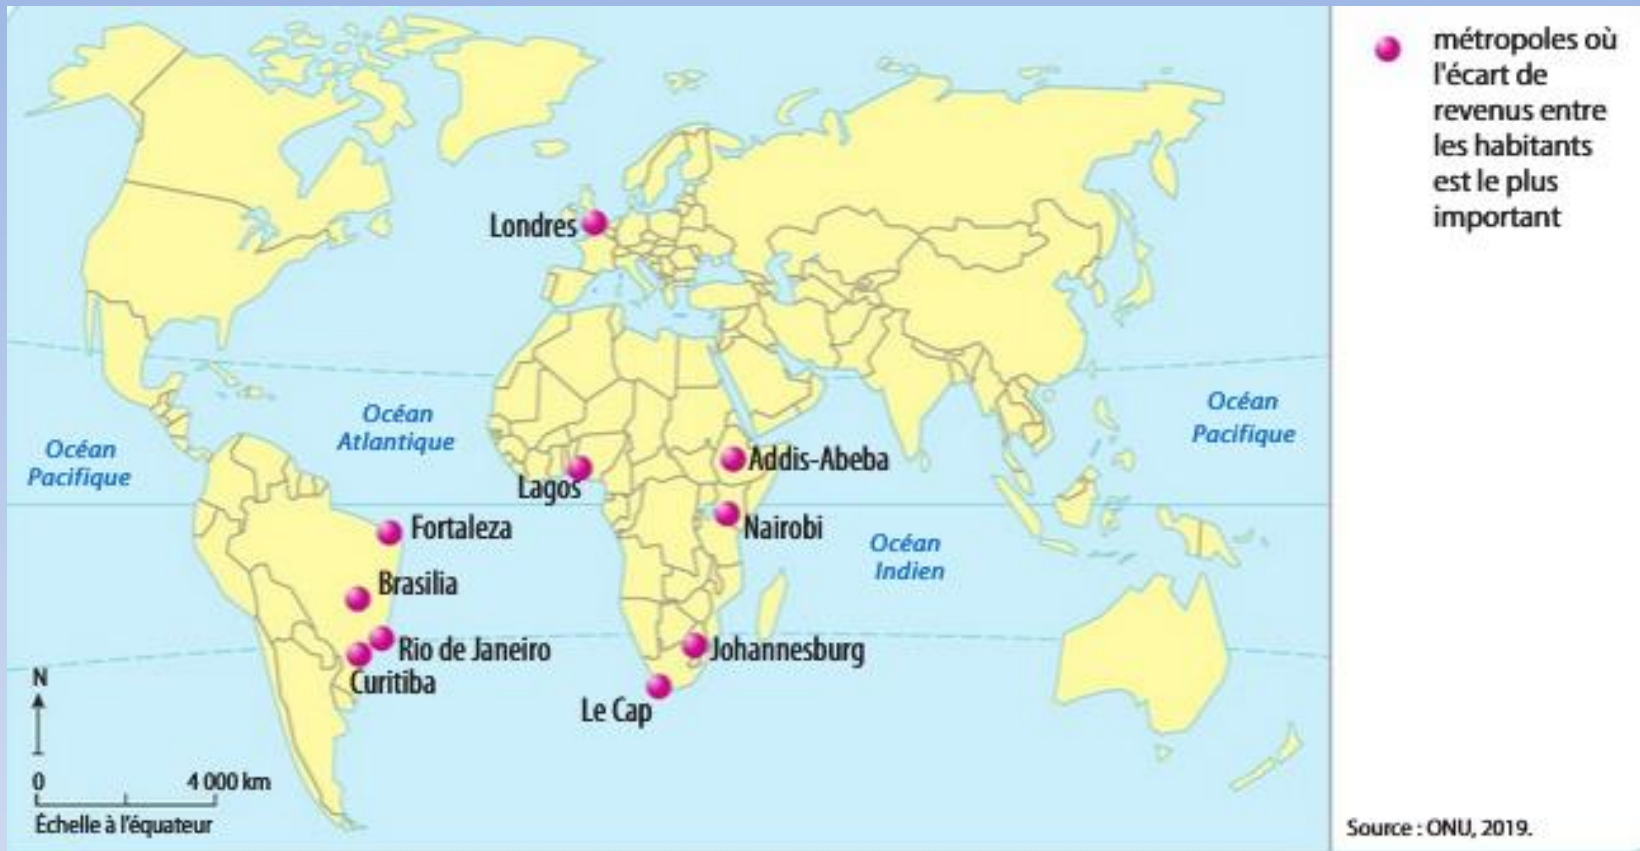 métropoles où
l'écart de
revenus entre
les habitants
est le plus
important
Londres
Océan
Atlantique
Océan
Pacifique
Océan
Pacifique
Addis-Abeba
Lagos
Nairobi
Fortaleza
Océan
Indien
Brasilia
Rio de Janeiro
Johannesburg
Curitiba
Le Cap
N
0 4 000 km
Échelle à l'équateur
Source : ONU, 2019.